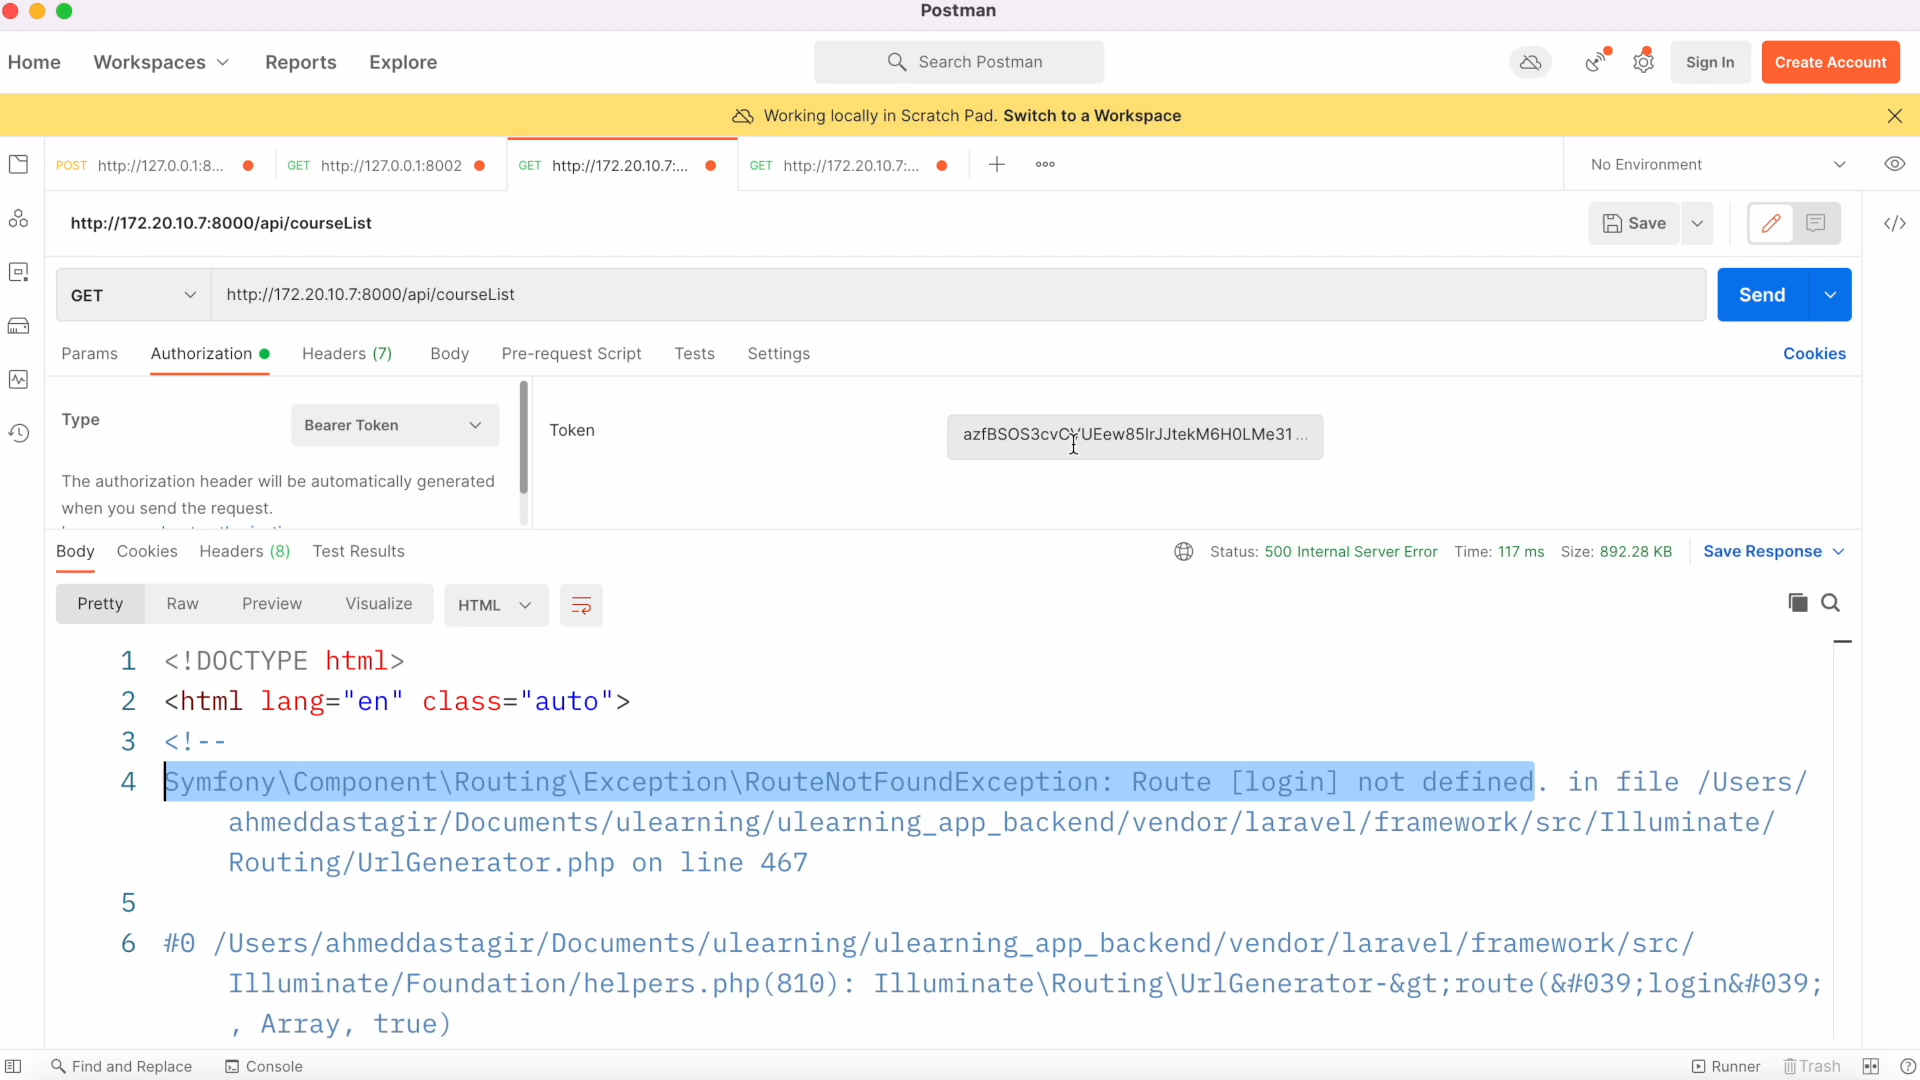 Postman
Home Workspaces Reports Explore Search Postman Sign In Create Account
Working locally in Scratch Pad. Switch to a Workspace
POST http://127.0.0.1:8... GET http://127.0.0.1:8002 GET http://172.20.10.7:... GET http://172.20.10.7:... No Environment
http://172.20.10.7:8000/api/courseList Save
GET http://172.20.10.7:8000/api/courseList Send
Params Authorization Headers (7) Body Pre-request Script Tests Settings Cookies
Type Bearer Token Token azfBSOS3cvCYUEew85IrJJtekM6H0LMe31...
The authorization header will be automatically generated
when you send the request.
Body Cookies Headers (8) Test Results Status: 500 Internal Server Error Time: 117 ms Size: 892.28 KB Save Response
Pretty Raw Preview Visualize HTML
1 <!DOCTYPE html>
2 <html lang="en" class="auto">
3 <!--
4 Symfony\Component\Routing\Exception\RouteNotFoundException: Route [login] not defined. in file /Users/
ahmeddastagir/Documents/ulearning/ulearning_app_backend/vendor/laravel/framework/src/Illuminate/
Routing/UrlGenerator.php on line 467
5
6 #0 /Users/ahmeddastagir/Documents/ulearning/ulearning_app_backend/vendor/laravel/framework/src/
Illuminate/Foundation/helpers.php(810): Illuminate\Routing\UrlGenerator-&gt;route(&#039;login&#039;
, Array, true)
Find and Replace Console Runner Trash